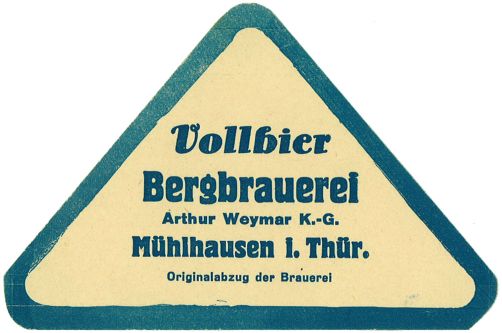 Vollbier
Bergbrauerei
Arthur Weymar K.-G.
Mühlhausen i. Thür.
Originalabzug der Brauerei